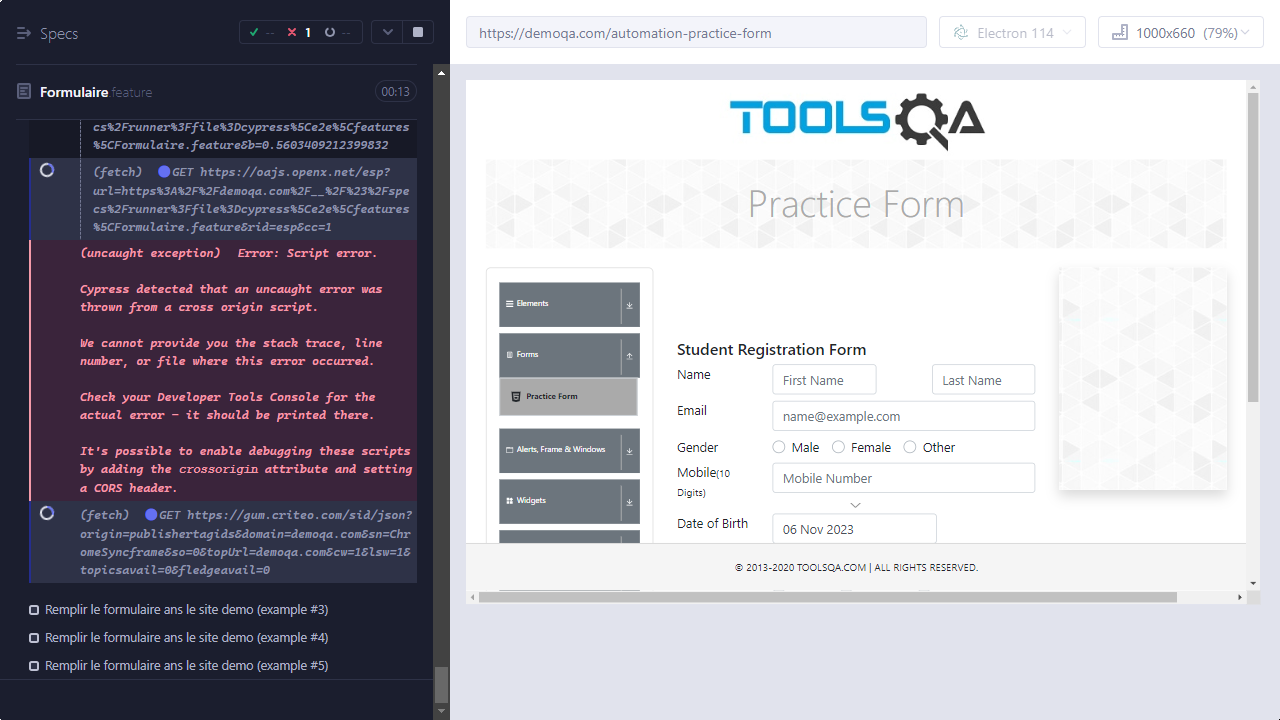 Specs
--
1
--
https://demoqa.com/automation-practice-form
Electron 114
1000x660 (79%)
Formulaire feature
00:13
cs%2Frunner%3Ffile%3Dcypress%5Ce2e%5Cfeatures
%5CFormulaire.feature&b=0.5603409212399832
(fetch) GET https://oajs.openx.net/esp?
url=https%3A%2F%2Fdemoqa.com%2F__%2F%23%2Fspe
cs%2Frunner%3Ffile%3Dcypress%5Ce2e%5Cfeatures
%5CFormulaire.feature&rid=esp&cc=1
(uncaught exception) Error: Script error.
Cypress detected that an uncaught error was
thrown from a cross origin script.
We cannot provide you the stack trace, line
number, or file where this error occurred.
Check your Developer Tools Console for the
actual error - it should be printed there.
It's possible to enable debugging these scripts
by adding the crossorigin attribute and setting
a CORS header.
(fetch) GET https://gum.criteo.com/sid/json?
origin=publishertagids&domain=demoqa.com&sn=Chr
omeSyncframe&so=0&topUrl=demoqa.com&cw=1&lsw=1&
topicsavail=0&fledgeavail=0
Remplir le formulaire ans le site demo (example #3)
Remplir le formulaire ans le site demo (example #4)
Remplir le formulaire ans le site demo (example #5)
TOOLSQA
Practice Form
Elements
Forms
Practice Form
Alerts, Frame & Windows
Widgets
Student Registration Form
Name
First Name
Last Name
Email
name@example.com
Gender
Male
Female
Other
Mobile(10
Digits)
Mobile Number
Date of Birth
06 Nov 2023
© 2013-2020 TOOLSQA.COM | ALL RIGHTS RESERVED.